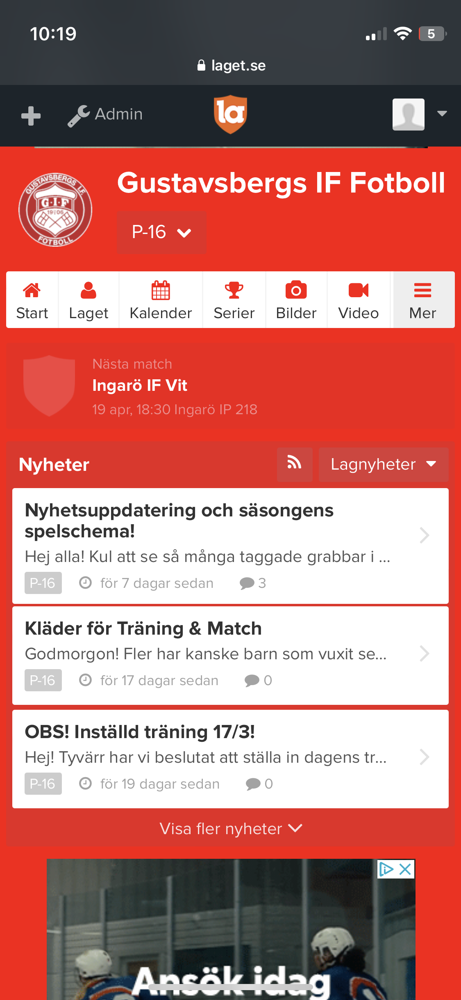 10:19
5
laget.se
Admin
la
Gustavsbergs IF Fotboll
GUSTAVSBERGS I.F.
G·I·F
1906
FOTBOLL
P-16
Start
Laget
Kalender
Serier
Bilder
Video
Mer
Nästa match
Ingarö IF Vit
19 apr, 18:30 Ingarö IP 218
Nyheter
Lagnyheter
Nyhetsuppdatering och säsongens
spelschema!
Hej alla! Kul att se så många taggade grabbar i ...
P-16 för 7 dagar sedan 3
Kläder för Träning & Match
Godmorgon! Fler har kanske barn som vuxit se...
P-16 för 17 dagar sedan 0
OBS! Inställd träning 17/3!
Hej! Tyvärr har vi beslutat att ställa in dagens tr...
P-16 för 19 dagar sedan 0
Visa fler nyheter
Ansök idag